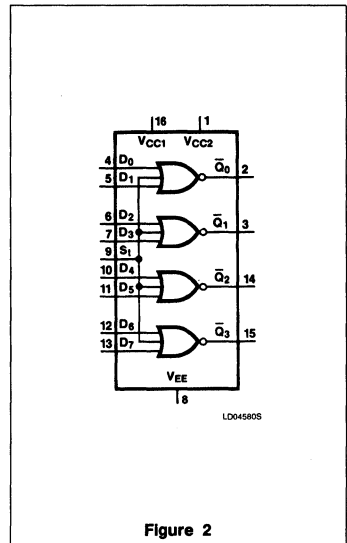 16 1
VCC1 VCC2
4 D0 Q̅0 2
5 D1
6 D2 Q̅1 3
7 D3
9 S1
10 D4 Q̅2 14
11 D5
12 D6 Q̅3 15
13 D7
VEE
8
LD04580S
Figure 2